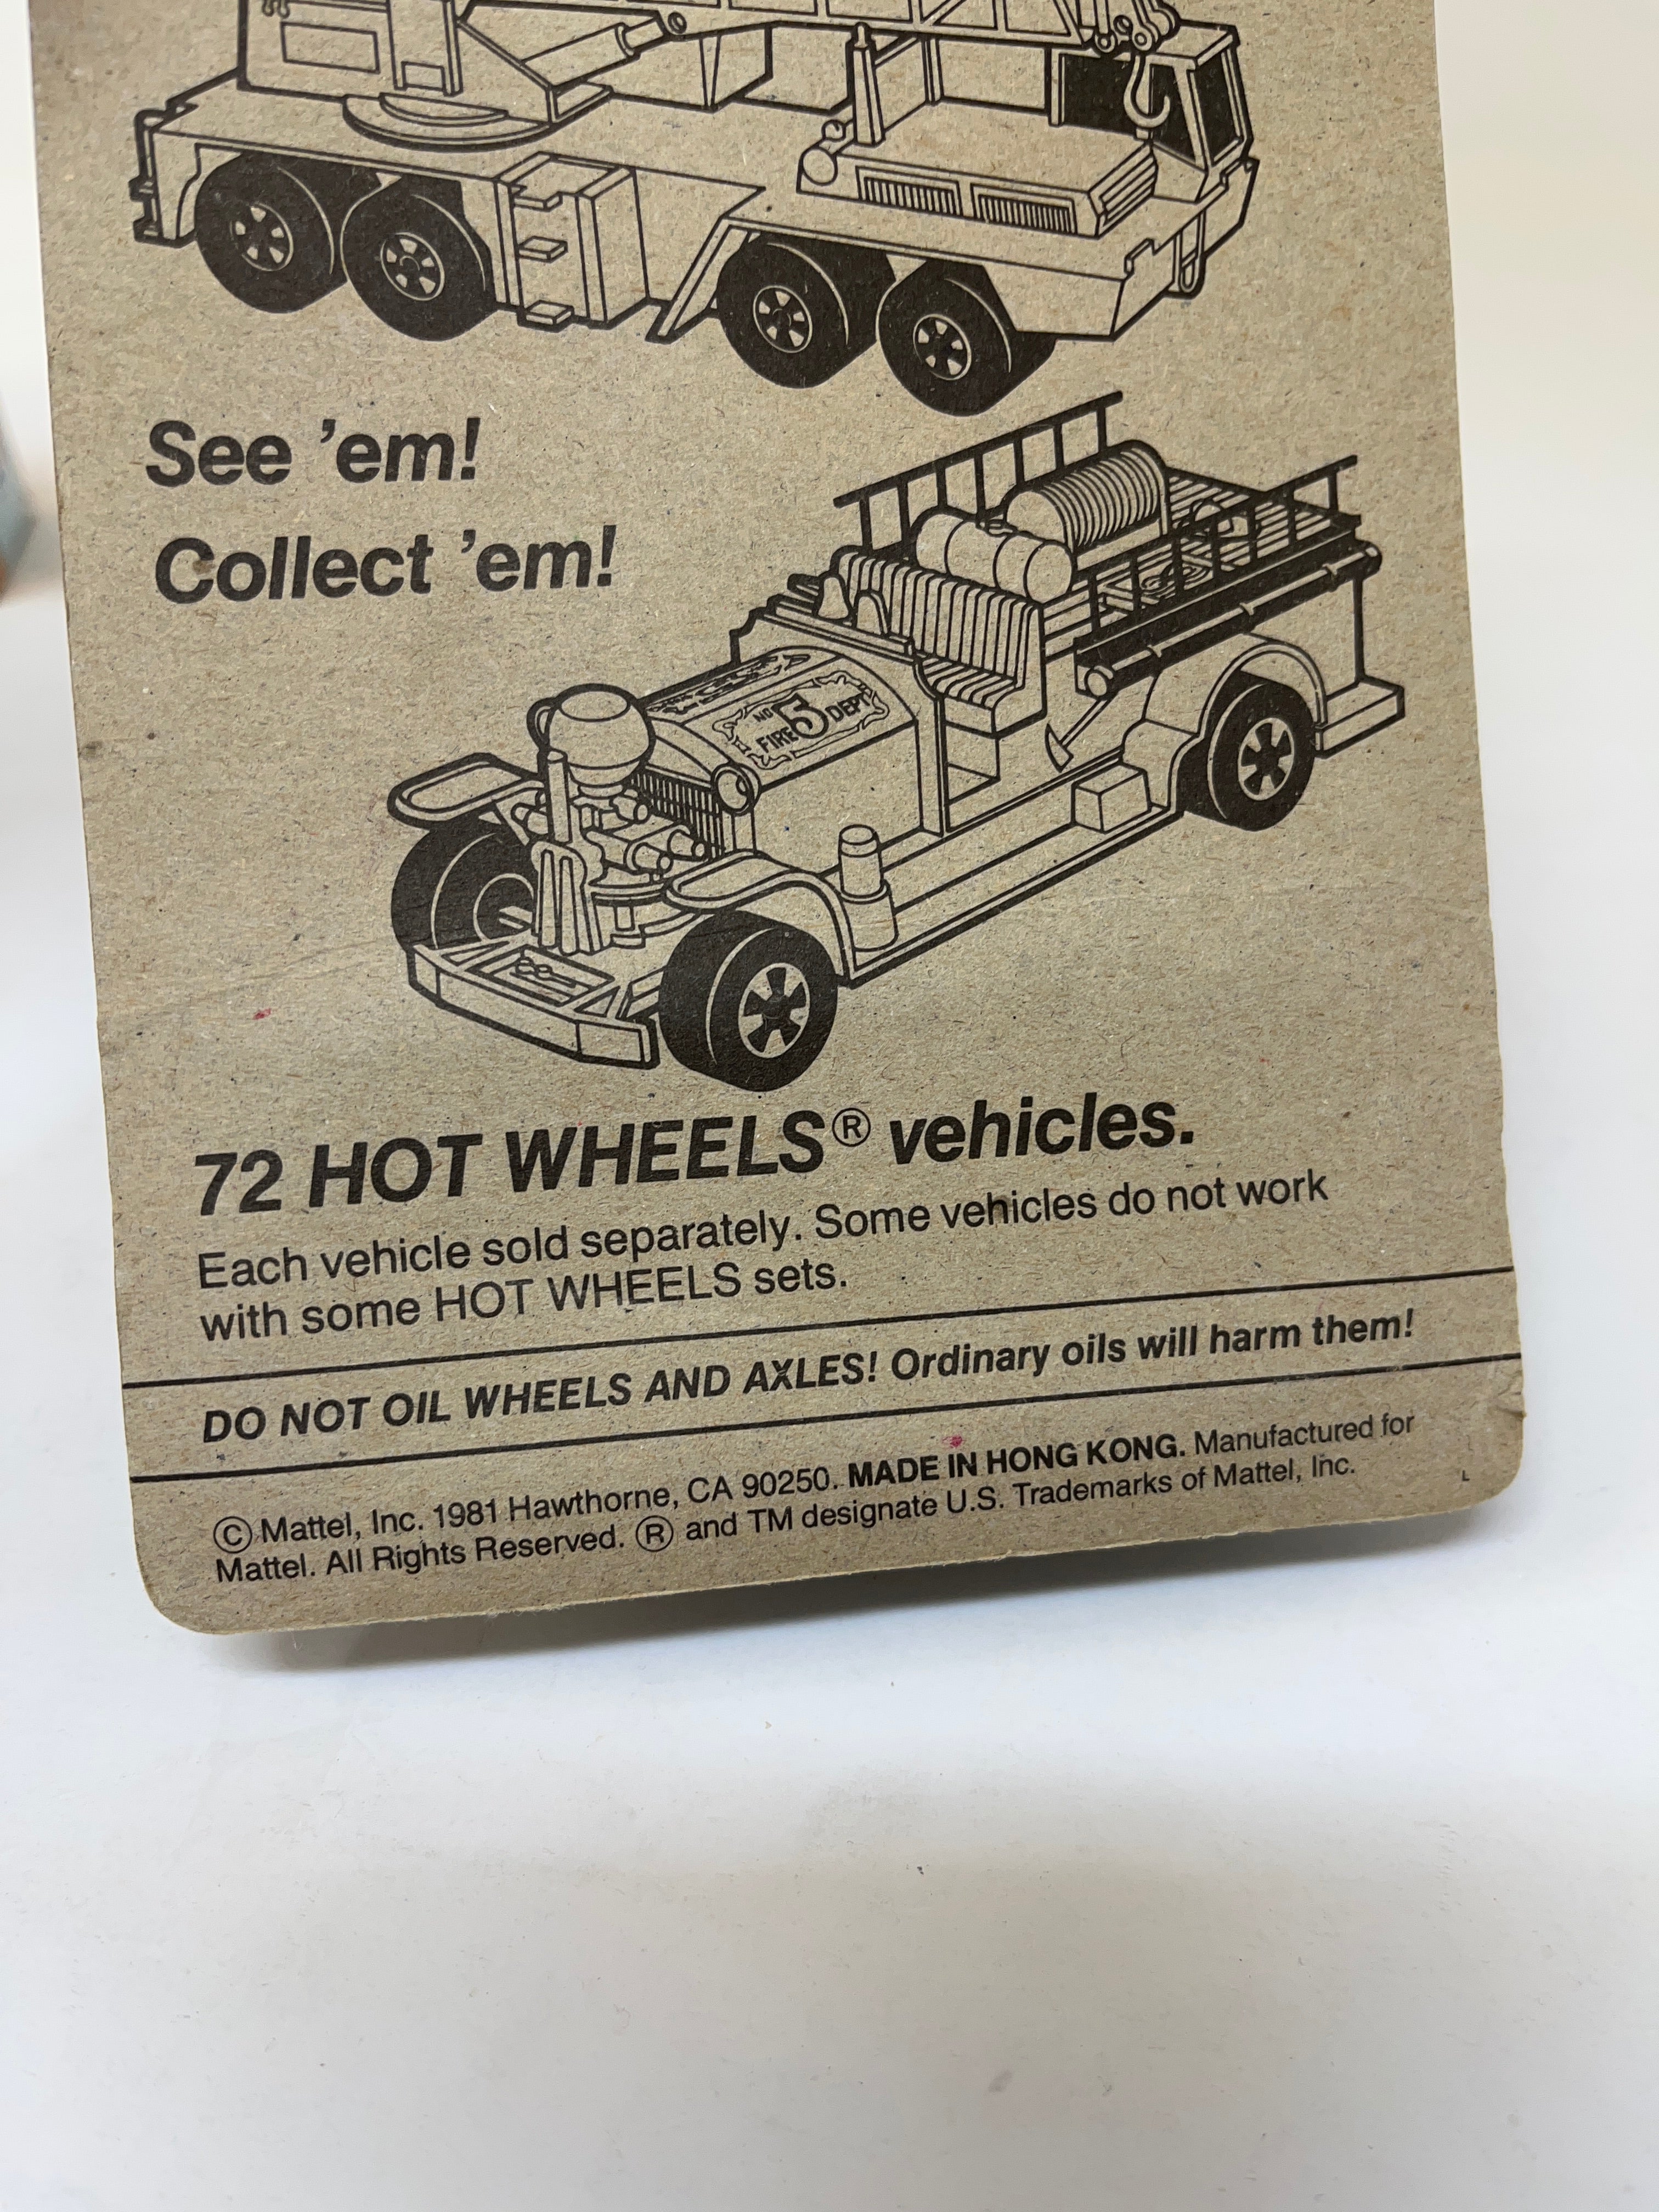 See 'em!
Collect 'em!
NO 5
FIRE DEPT
72 HOT WHEELS® vehicles.
Each vehicle sold separately. Some vehicles do not work
with some HOT WHEELS sets.
DO NOT OIL WHEELS AND AXLES! Ordinary oils will harm them!
© Mattel, Inc. 1981 Hawthorne, CA 90250. MADE IN HONG KONG. Manufactured for
Mattel. All Rights Reserved. ® and TM designate U.S. Trademarks of Mattel, Inc.
L